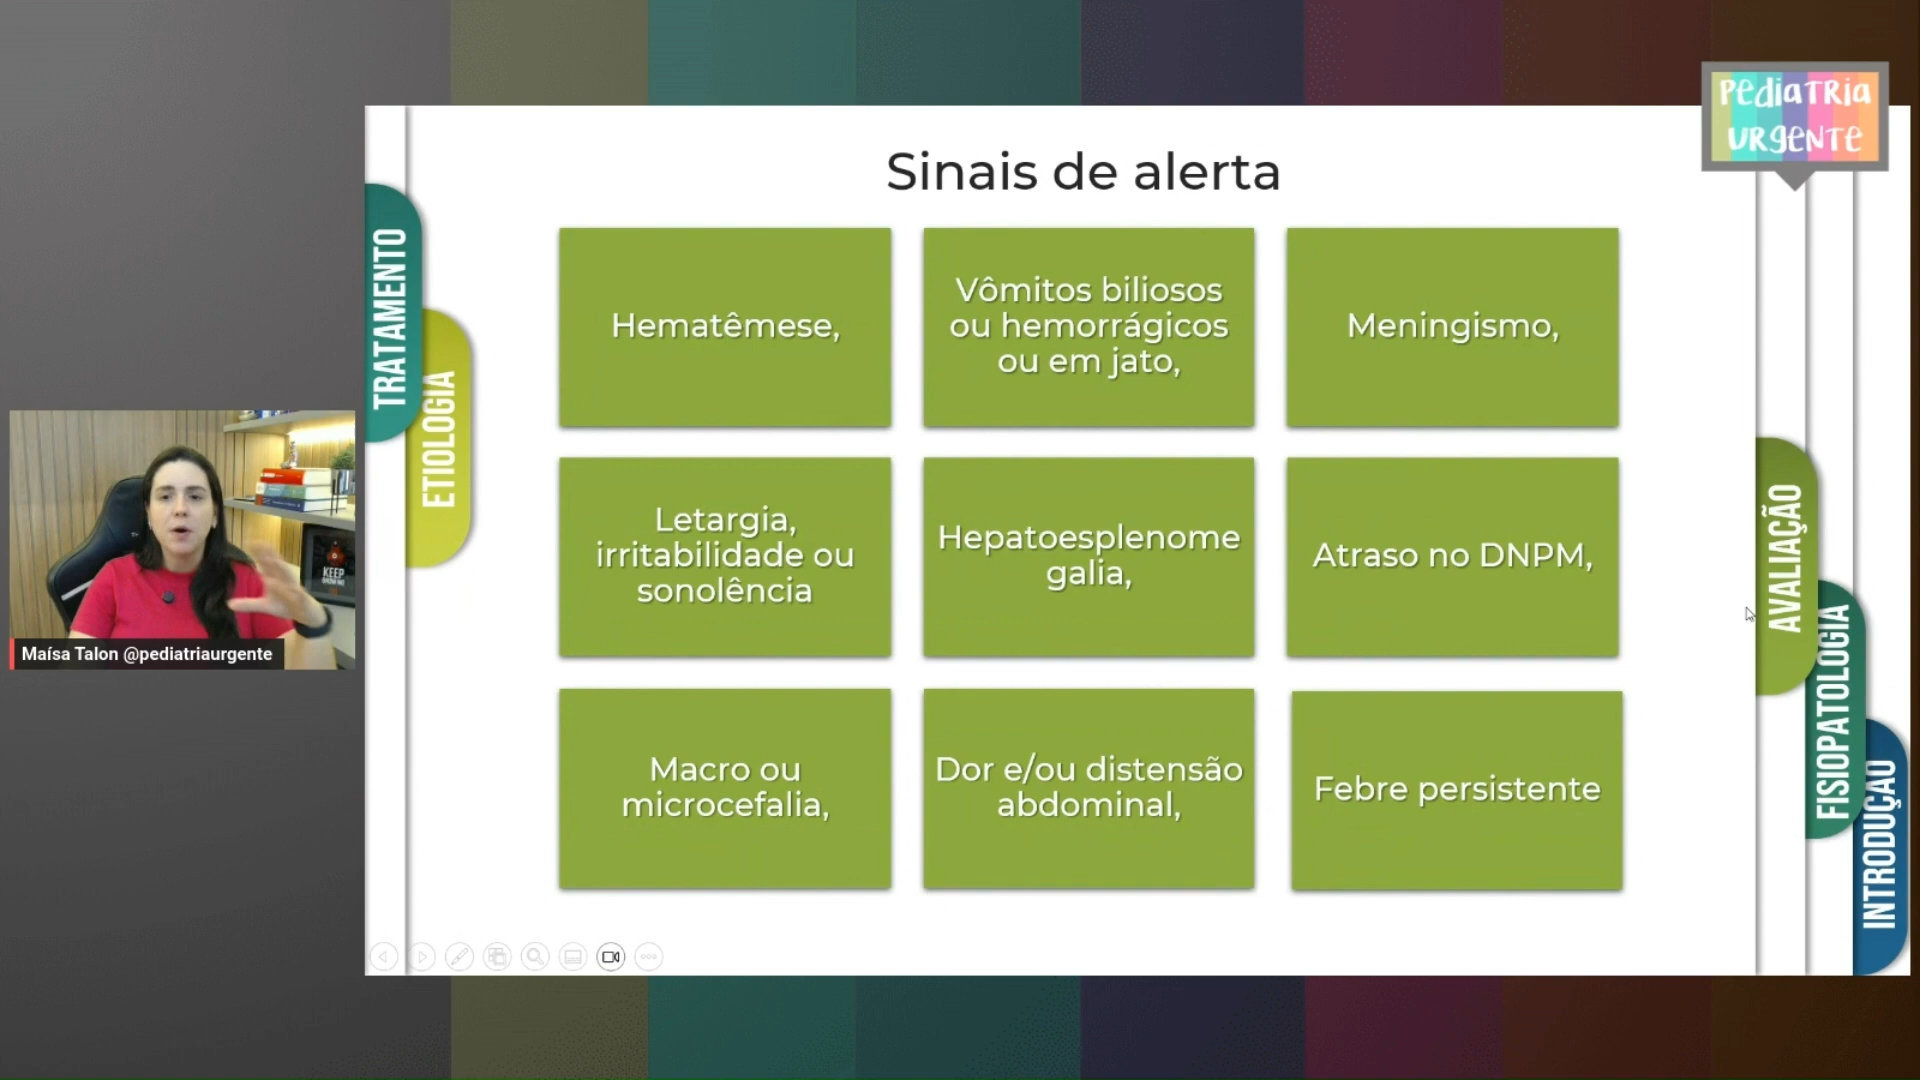 PEDIATRIA
URGENTE
Sinais de alerta
TRATAMENTO
ETIOLOGIA
Hematêmese,
Vômitos biliosos
ou hemorrágicos
ou em jato,
Meningismo,
Letargia,
irritabilidade ou
sonolência
Hepatoesplenome
galia,
Atraso no DNPM,
Macro ou
microcefalia,
Dor e/ou distensão
abdominal,
Febre persistente
AVALIAÇÃO
FISIOPATOLOGIA
INTRODUÇÃO
KEEP
Maísa Talon @pediatriaurgente